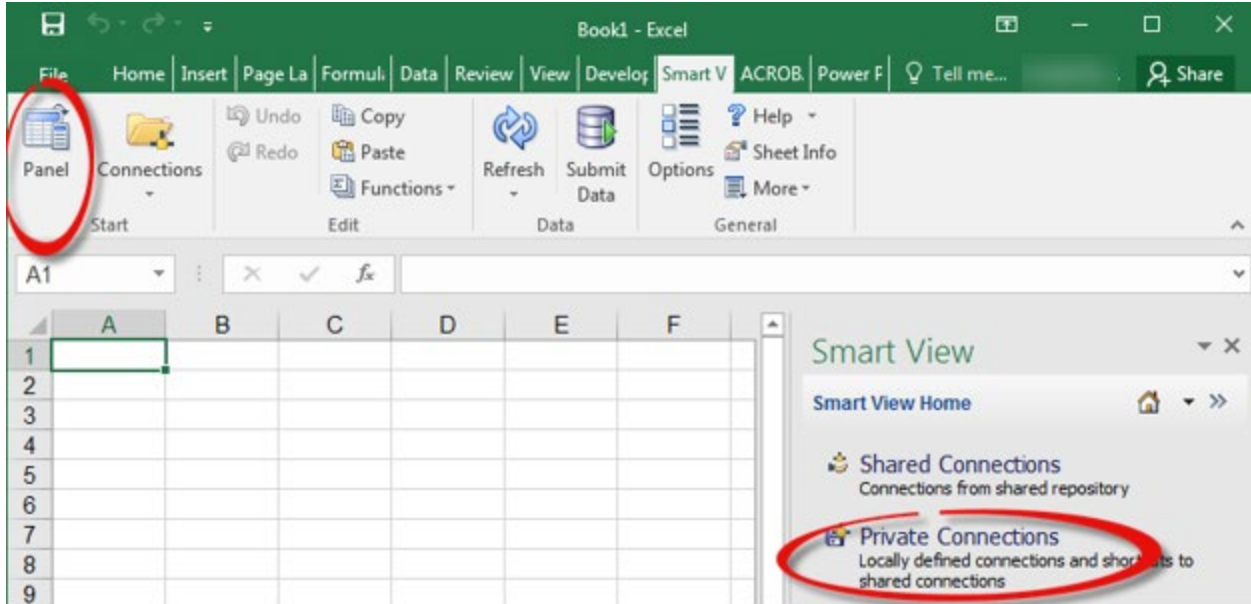 Book1 - Excel
File Home Insert Page La Formul Data Review View Develop Smart V ACROB. Power F Tell me... Share
Undo Copy Help
Redo Paste Sheet Info
Panel Connections Functions Refresh Submit Data Options More
Start Edit Data General
A1 fx
A B C D E F
1
2
3
4
5
6
7
8
9
Smart View
Smart View Home
Shared Connections
Connections from shared repository
Private Connections
Locally defined connections and shortcuts to
shared connections